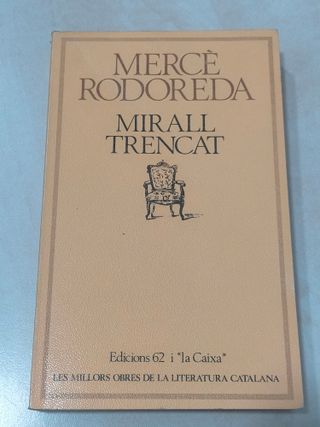 MERCÈ
RODOREDA
MIRALL
TRENCAT
Edicions 62 i "la Caixa"
LES MILLORS OBRES DE LA LITERATURA CATALANA